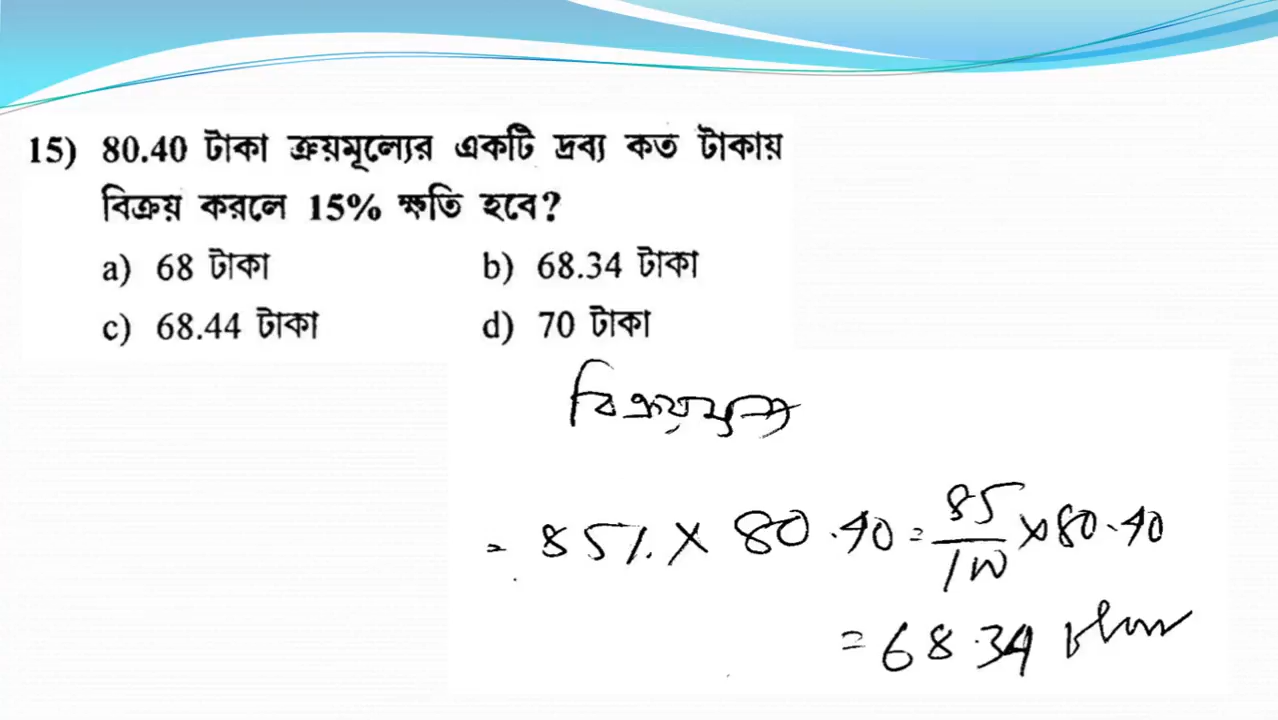 15) 80.40 টাকা ক্রয়মূল্যের একটি দ্রব্য কত টাকায়
বিক্রয় করলে 15% ক্ষতি হবে?
a) 68 টাকা b) 68.34 টাকা
c) 68.44 টাকা d) 70 টাকা
বিক্রয়মূল্য
= 85% × 80.40 = 85/100 × 80.40
= 68.34 টাকা